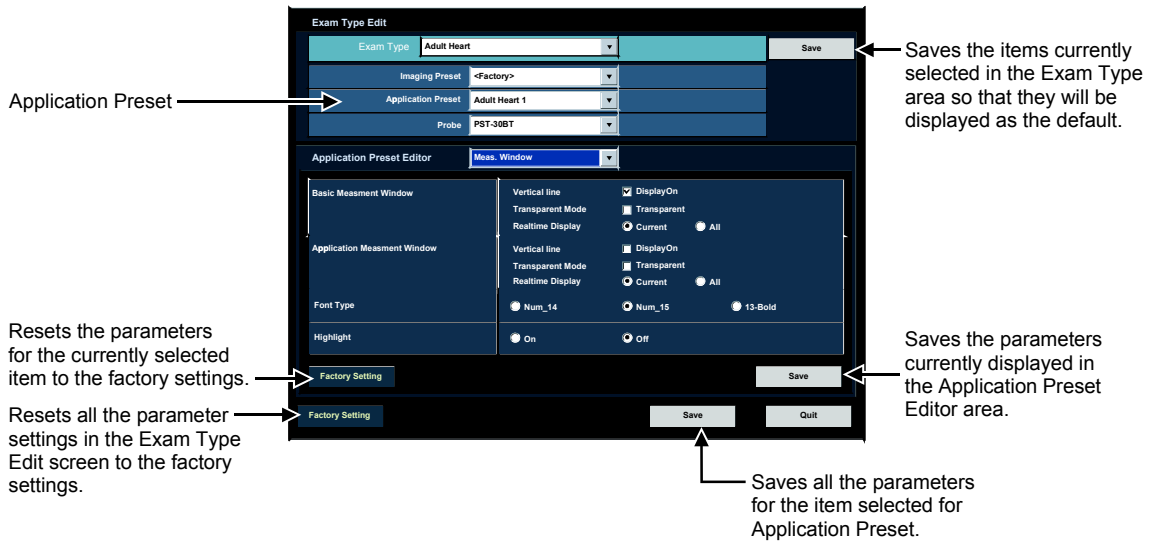 Exam Type Edit
Exam Type Adult Heart Save
Imaging Preset <Factory>
Application Preset Adult Heart 1
Probe PST-30BT
Application Preset
Saves the items currently
selected in the Exam Type
area so that they will be
displayed as the default.
Application Preset Editor Meas. Window
Basic Measment Window Vertical line DisplayOn
Transparent Mode Transparent
Realtime Display Current All
Application Measment Window Vertical line DisplayOn
Transparent Mode Transparent
Realtime Display Current All
Font Type Num_14 Num_15 13-Bold
Highlight On Off
Factory Setting Save
Factory Setting Save Quit
Resets the parameters
for the currently selected
item to the factory settings.
Resets all the parameter
settings in the Exam Type
Edit screen to the factory
settings.
Saves the parameters
currently displayed in
the Application Preset
Editor area.
Saves all the parameters
for the item selected for
Application Preset.